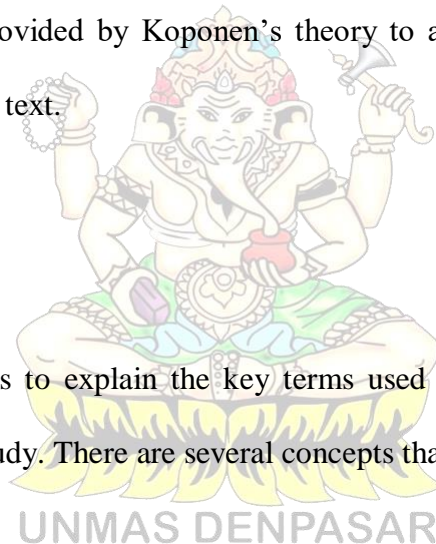 ovided by Koponen’s theory to a
text.
s to explain the key terms used
udy. There are several concepts tha
UNMAS DENPASAR